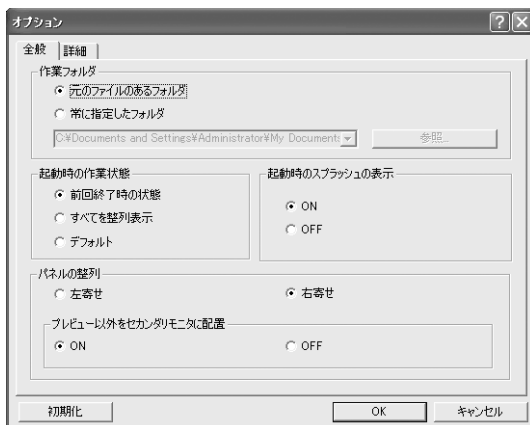 オプション
全般
詳細
作業フォルダ
元のファイルのあるフォルダ
常に指定したフォルダ
C:¥Documents and Settings¥Administrator¥My Document
参照...
起動時の作業状態
前回終了時の状態
すべてを整列表示
デフォルト
起動時のスプラッシュの表示
ON
OFF
パネルの整列
左寄せ
右寄せ
プレビュー以外をセカンダリモニタに配置
ON
OFF
初期化
OK
キャンセル